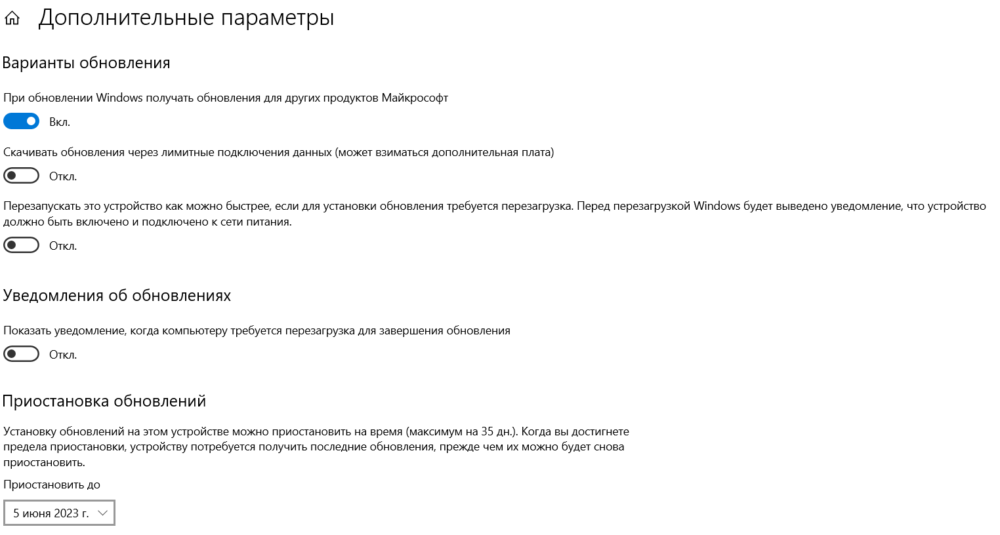 Дополнительные параметры
Варианты обновления
При обновлении Windows получать обновления для других продуктов Майкрософт
Вкл.
Скачивать обновления через лимитные подключения данных (может взиматься дополнительная плата)
Откл.
Перезапускать это устройство как можно быстрее, если для установки обновления требуется перезагрузка. Перед перезагрузкой Windows будет выведено уведомление, что устройство
должно быть включено и подключено к сети питания.
Откл.
Уведомления об обновлениях
Показать уведомление, когда компьютеру требуется перезагрузка для завершения обновления
Откл.
Приостановка обновлений
Установку обновлений на этом устройстве можно приостановить на время (максимум на 35 дн.). Когда вы достигнете
предела приостановки, устройству потребуется получить последние обновления, прежде чем их можно будет снова
приостановить.
Приостановить до
5 июня 2023 г.